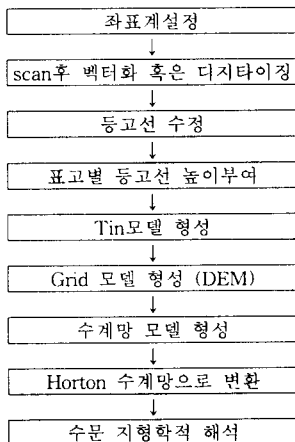 좌표계설정
scan후 벡터화 혹은 디지타이징
등고선 수정
표고별 등고선 높이부여
Tin모델 형성
Grid 모델 형성 (DEM)
수계망 모델 형성
Horton 수계망으로 변환
수문 지형학적 해석